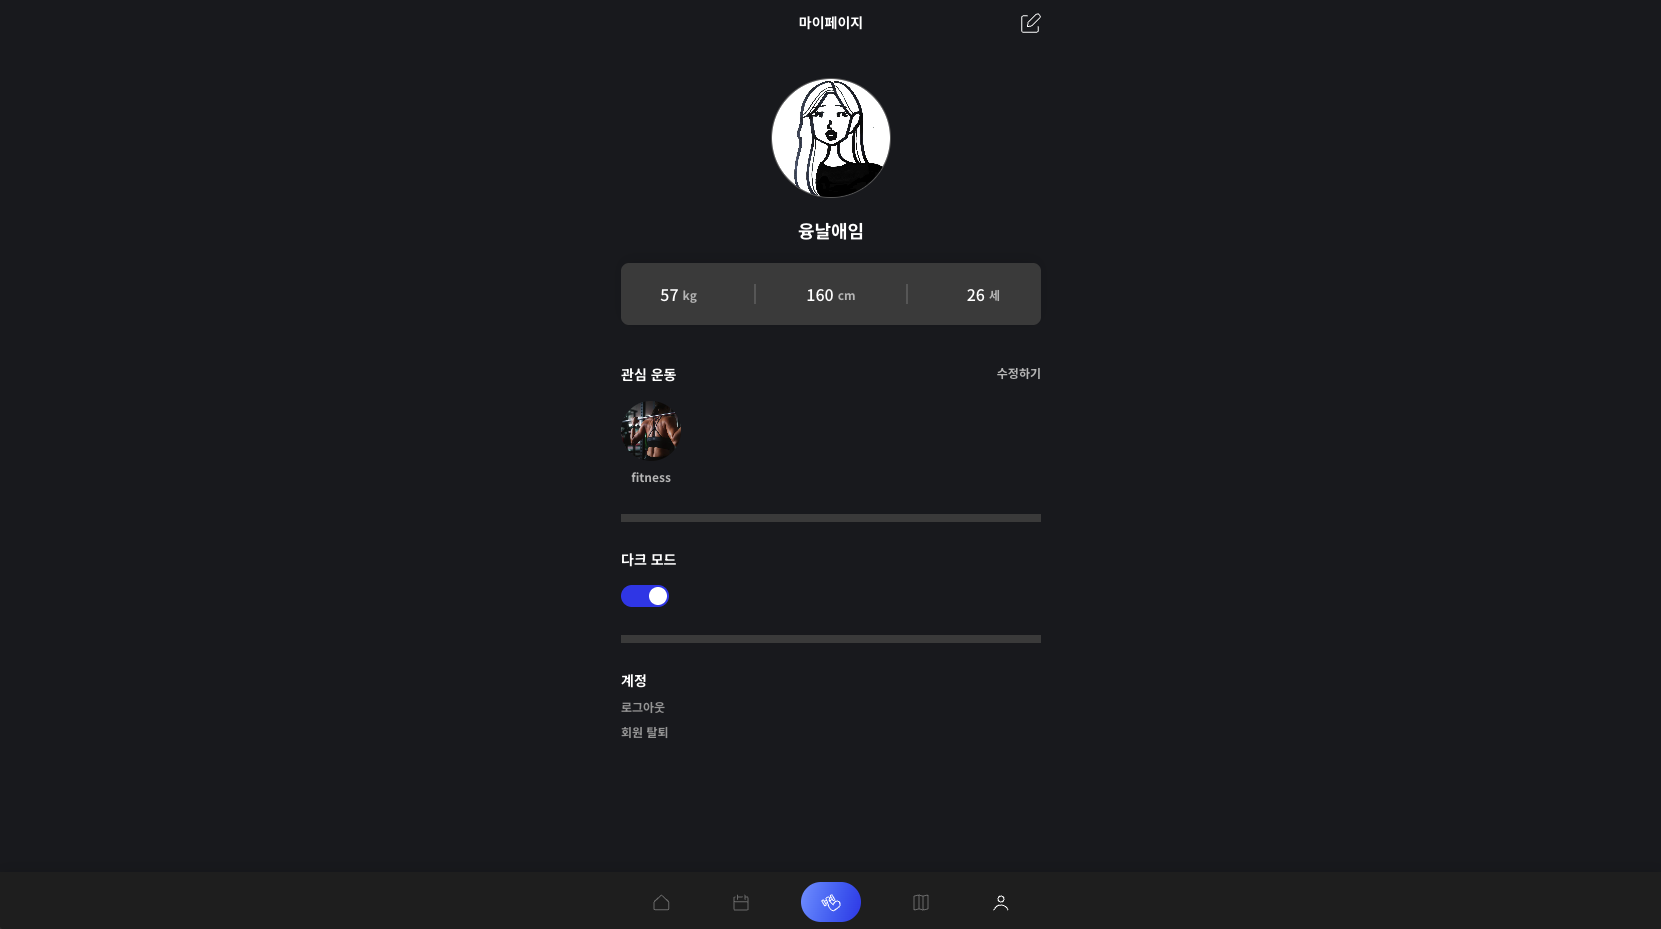 마이페이지
융날애임
57 kg 160 cm 26 세
관심 운동 수정하기
fitness
다크 모드
계정
로그아웃
회원 탈퇴